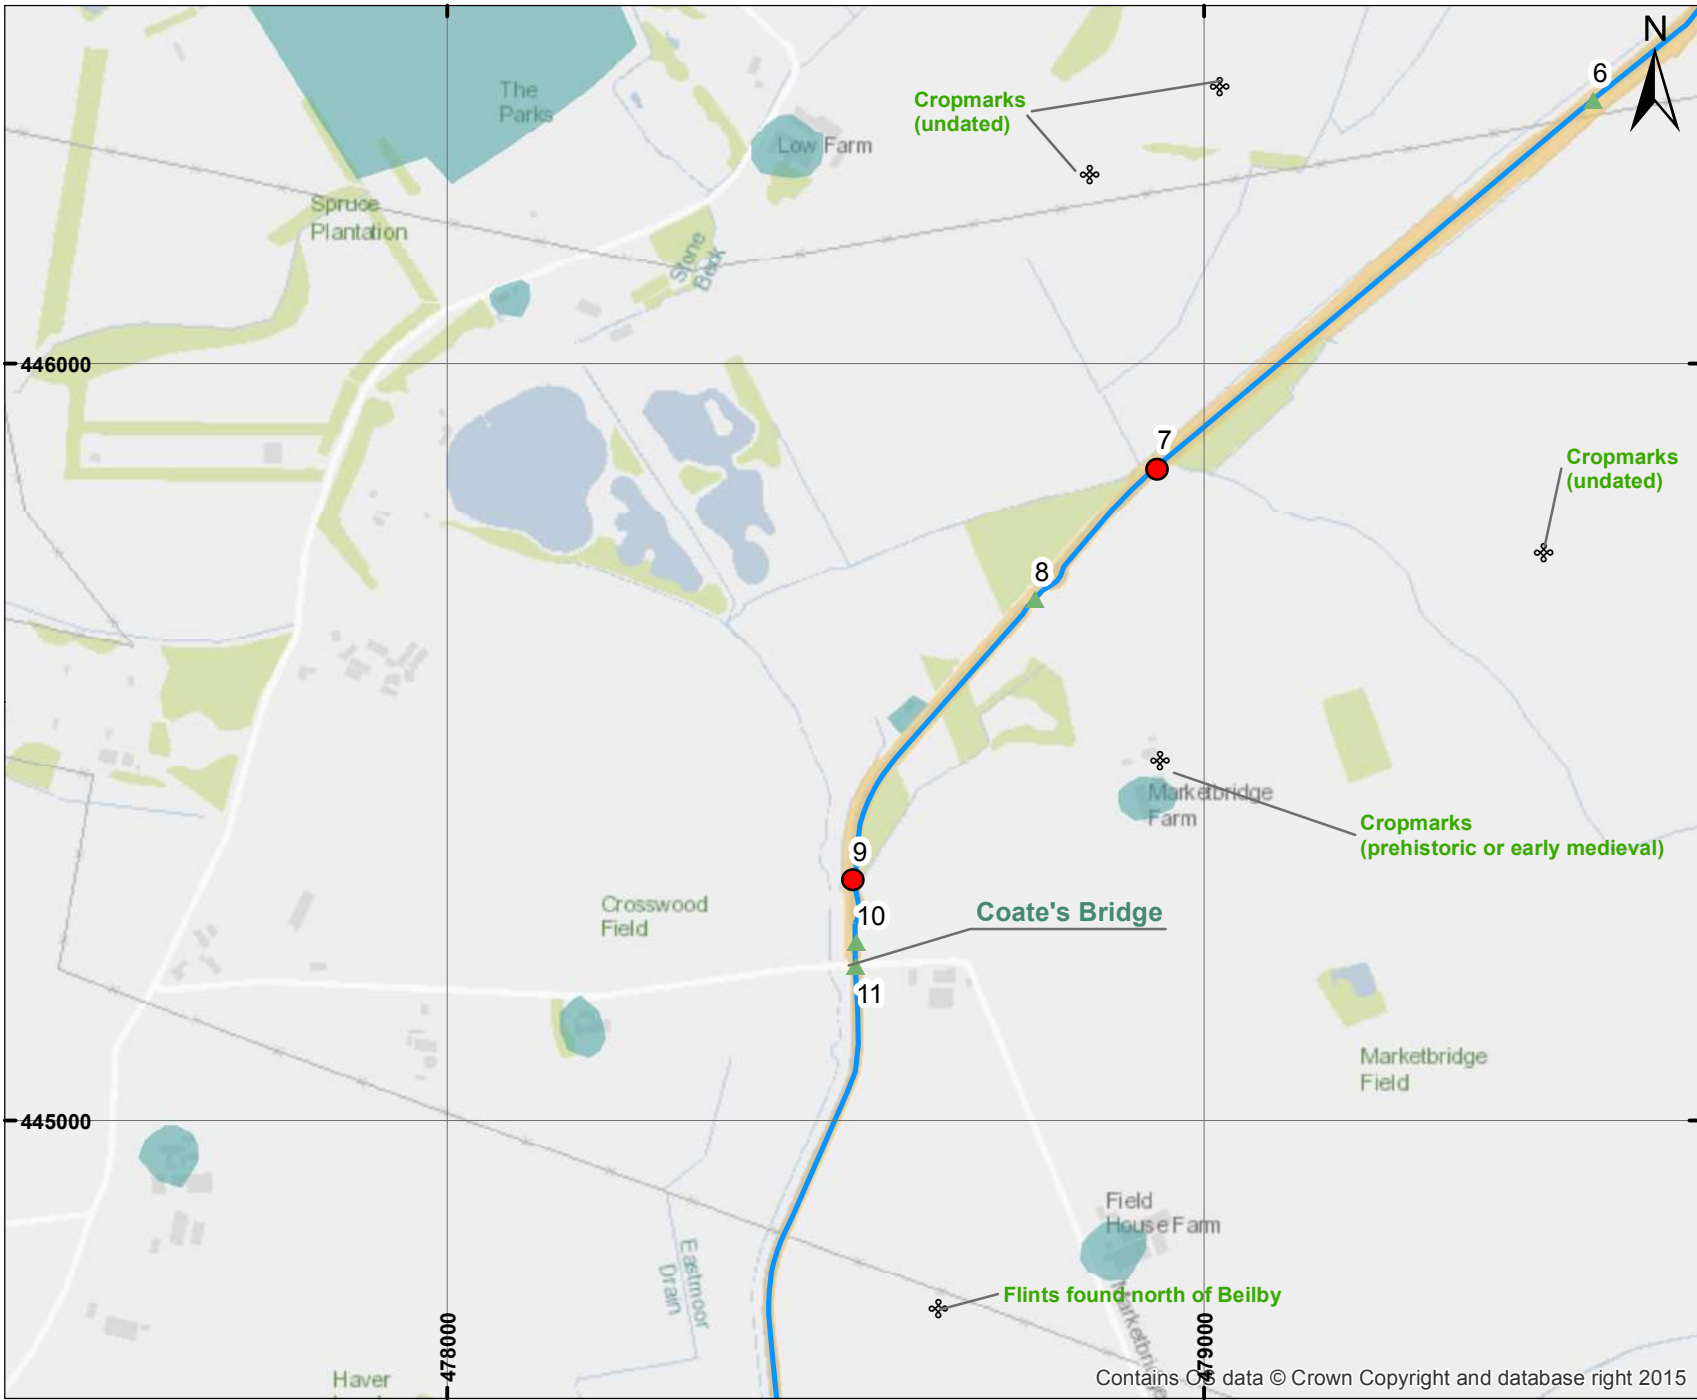 N
6
The
Parks
Cropmarks
(undated)
Low Farm
Spruce
Plantation
Stone
Beck
446000
7
Cropmarks
(undated)
8
Marketbridge
Farm
Cropmarks
(prehistoric or early medieval)
9
Crosswood
Field
10
Coate's Bridge
11
Marketbridge
Field
445000
Field
House Farm
Eastmoor
Drain
Flints found north of Beilby
478000
479000
Haver
Contains OS data © Crown Copyright and database right 2015